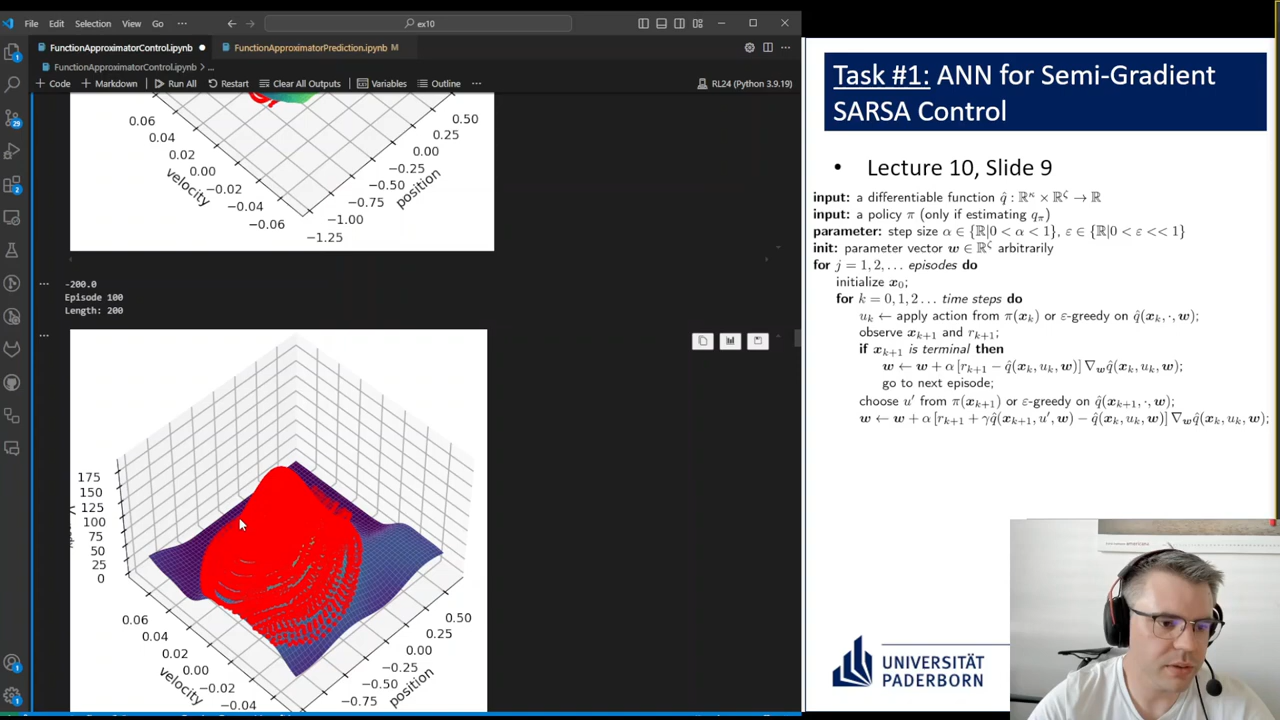 File Edit Selection View Go ··· ex10
FunctionApproximatorControl.ipynb FunctionApproximatorPrediction.ipynb M
FunctionApproximatorControl.ipynb > ...
+ Code + Markdown Run All Restart Clear All Outputs Variables Outline ··· RL24 (Python 3.9.19)
0.06
0.04
0.02
0.00
−0.02
−0.04
−0.06
velocity
0.50
0.25
0.00
−0.25
−0.50
−0.75
−1.00
−1.25
position
-200.0
Episode 100
Length: 200
175
150
125
100
75
50
25
0
0.06
0.04
0.02
0.00
−0.02
−0.04
velocity
0.50
0.25
0.00
−0.25
−0.50
−0.75
position
Task #1: ANN for Semi-Gradient
SARSA Control
• Lecture 10, Slide 9
input: a differentiable function q̂ : ℝ^κ × ℝ^ζ → ℝ
input: a policy π (only if estimating q_π)
parameter: step size α ∈ {ℝ|0 < α < 1}, ε ∈ {ℝ|0 < ε << 1}
init: parameter vector w ∈ ℝ^ζ arbitrarily
for j = 1, 2, ... episodes do
initialize x₀;
for k = 0, 1, 2 ... time steps do
u_k ← apply action from π(x_k) or ε-greedy on q̂(x_k, ·, w);
observe x_{k+1} and r_{k+1};
if x_{k+1} is terminal then
w ← w + α [r_{k+1} − q̂(x_k, u_k, w)] ∇_w q̂(x_k, u_k, w);
go to next episode;
choose u′ from π(x_{k+1}) or ε-greedy on q̂(x_{k+1}, ·, w);
w ← w + α [r_{k+1} + γq̂(x_{k+1}, u′, w) − q̂(x_k, u_k, w)] ∇_w q̂(x_k, u_k, w);
UNIVERSITÄT
PADERBORN